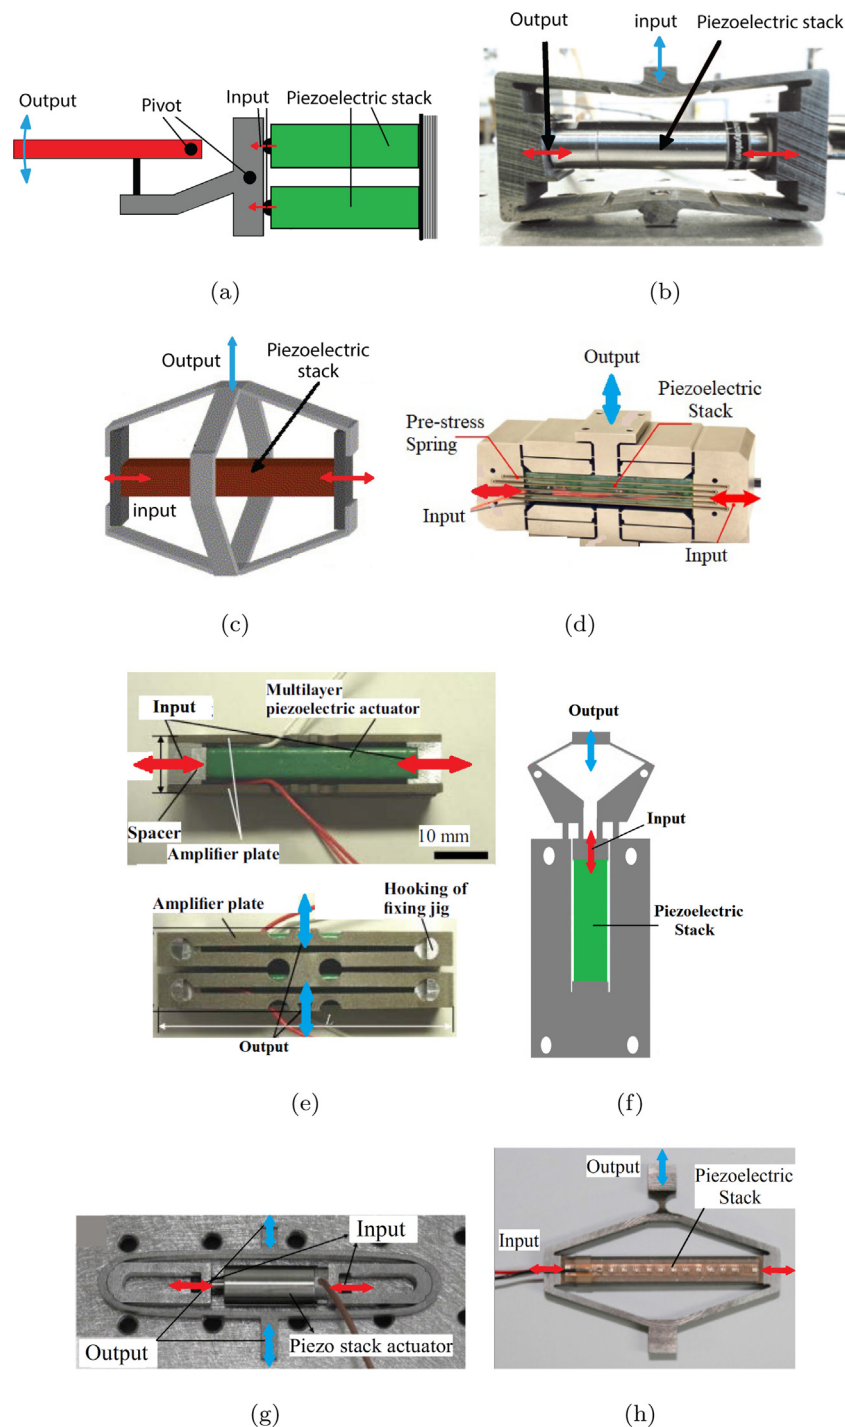 Output
Pivot
Input
Piezoelectric stack
(a)
Output
input
Piezoelectric stack
(b)
Output
Piezoelectric
stack
input
(c)
Output
Piezoelectric
Stack
Pre-stress
Spring
Input
Input
(d)
Input
Multilayer
piezoelectric actuator
Spacer
Amplifier plate
10 mm
Amplifier plate
Hooking of
fixing jig
L
Output
(e)
Output
Input
Piezoelectric
Stack
(f)
Input
Output
Piezo stack actuator
(g)
Output
Piezoelectric
Stack
Input
(h)